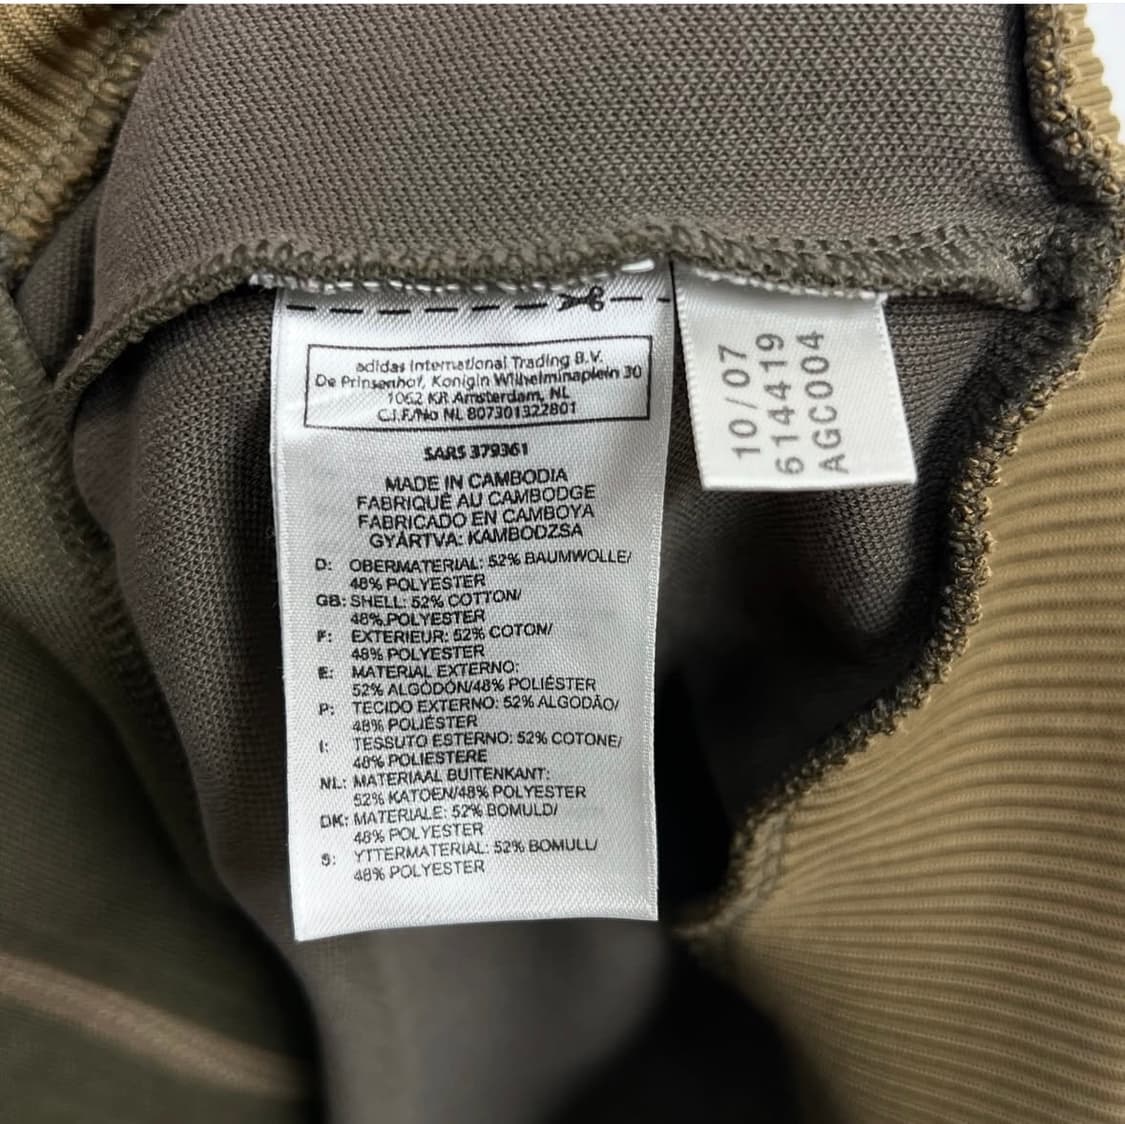 adidas International Trading B.V.
De Prinsenhof, Konigin Wilhelminaplein 30
1062 KR Amsterdam, NL
C.I.F./No NL 807301322801
SARS 379361
MADE IN CAMBODIA
FABRIQUÉ AU CAMBODGE
FABRICADO EN CAMBOYA
GYÁRTVA: KAMBODZSA
D: OBERMATERIAL: 52% BAUMWOLLE/
48% POLYESTER
GB: SHELL: 52% COTTON/
48% POLYESTER
F: EXTERIEUR: 52% COTON/
48% POLYESTER
E: MATERIAL EXTERNO:
52% ALGODÓN/48% POLIÉSTER
P: TECIDO EXTERNO: 52% ALGODÃO/
48% POLIÉSTER
I: TESSUTO ESTERNO: 52% COTONE/
48% POLIESTERE
NL: MATERIAAL BUITENKANT:
52% KATOEN/48% POLYESTER
DK: MATERIALE: 52% BOMULD/
48% POLYESTER
S: YTTERMATERIAL: 52% BOMULL/
48% POLYESTER
10/07
614419
AGC004